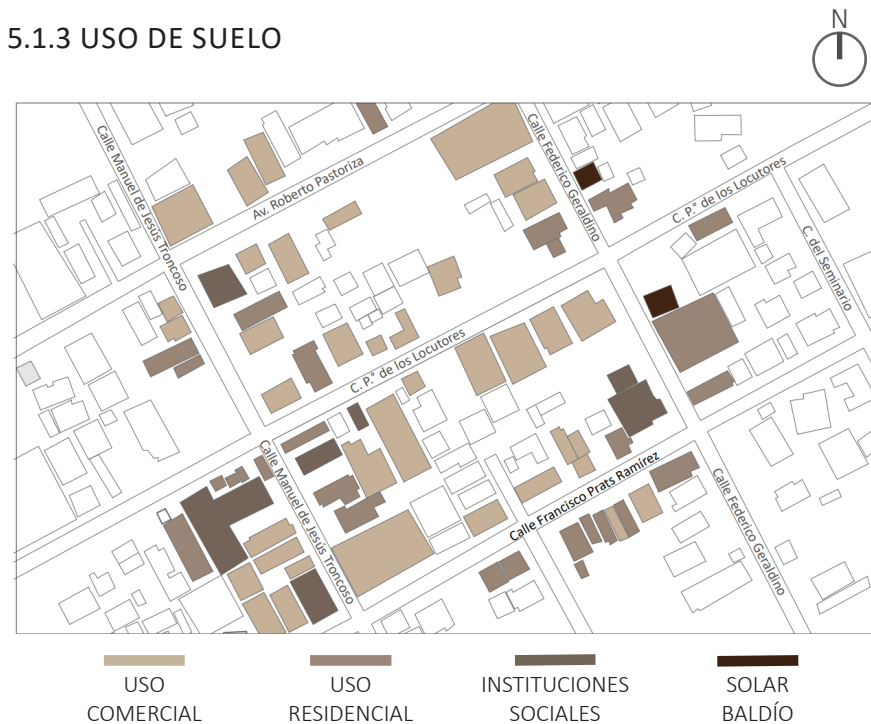 5.1.3 USO DE SUELO
N
Calle Manuel de Jesús Troncoso
Av. Roberto Pastoriza
Calle Federico Geraldino
C. P.° de los Locutores
C. del Seminario
C. P.° de los Locutores
Calle Manuel de Jesús Troncoso
Calle Francisco Prats Ramírez
Calle Federico Geraldino
USO
COMERCIAL
USO
RESIDENCIAL
INSTITUCIONES
SOCIALES
SOLAR
BALDÍO